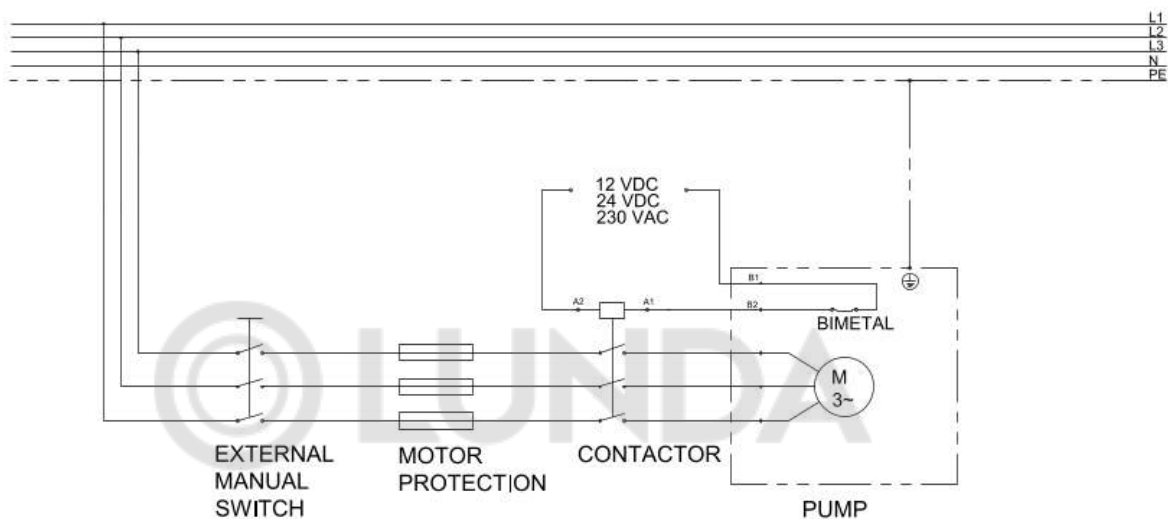 L1
L2
L3
N
PE
12 VDC
24 VDC
230 VAC
B1
A2
A1
B2
BIMETAL
LUNDA
M
3~
EXTERNAL
MANUAL
SWITCH
MOTOR
PROTECTION
CONTACTOR
PUMP